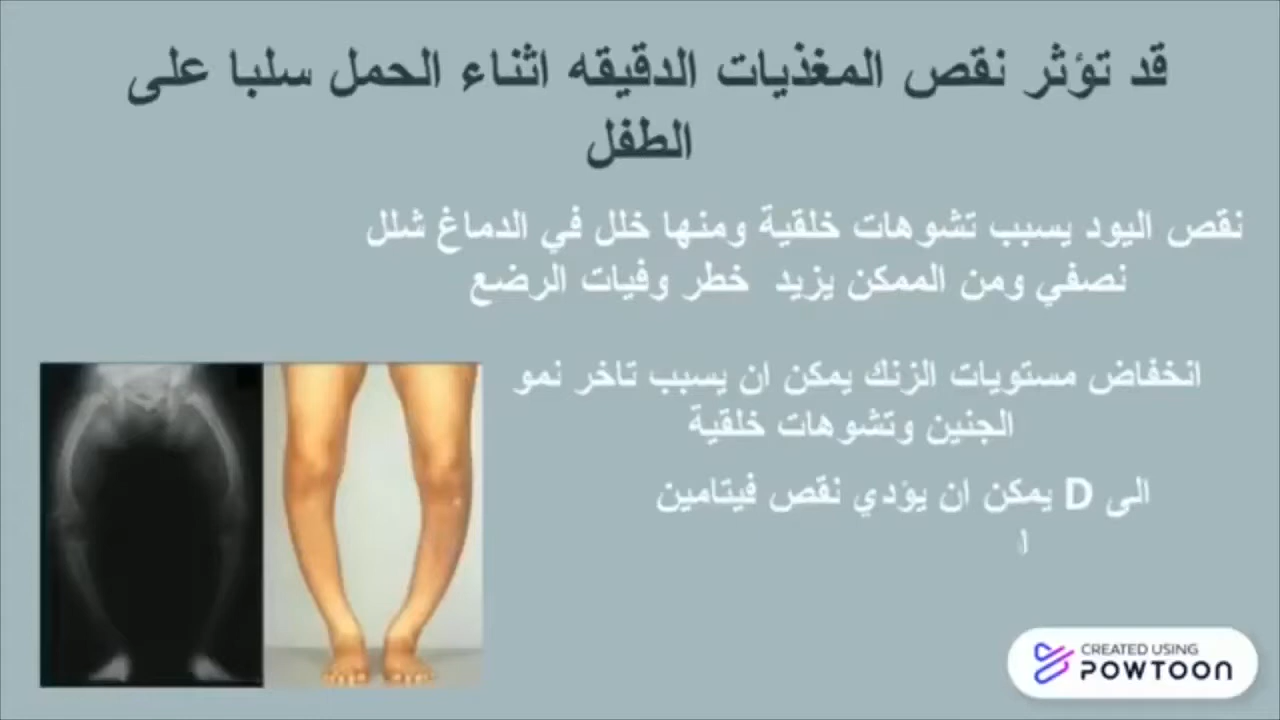 قد تؤثر نقص المغذيات الدقيقه اثناء الحمل سلبا على
الطفل
نقص اليود يسبب تشوهات خلقية ومنها خلل في الدماغ شلل
نصفي ومن الممكن يزيد خطر وفيات الرضع
انخفاض مستويات الزنك يمكن ان يسبب تاخر نمو
الجنين وتشوهات خلقية
الى D يمكن ان يؤدي نقص فيتامين
ا
CREATED USING
POWTOON